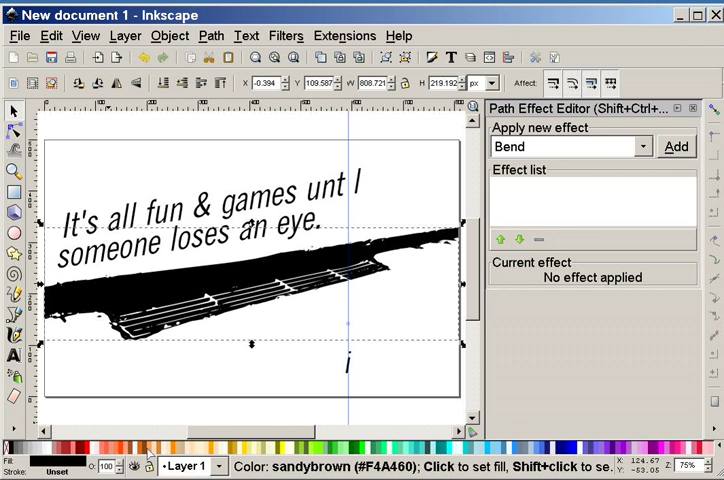 New document 1 - Inkscape
File Edit View Layer Object Path Text Filters Extensions Help
X -0.394 Y 109.587 W 808.721 H 219.192 px Affect:
Path Effect Editor (Shift+Ctrl+...
Apply new effect
Bend Add
Effect list
Current effect
No effect applied
It's all fun & games unt l
someone loses an eye.
i
Fill:
Stroke: Unset
O: 100
•Layer 1
Color: sandybrown (#F4A460); Click to set fill, Shift+click to se...
X: 124.67
Y: -53.05
Z: 75%